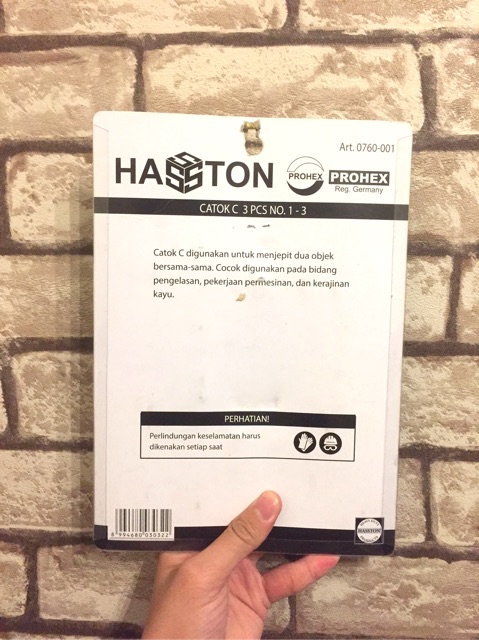 Art. 0760-001
HASSTON PROHEX PROHEX
Reg. Germany
CATOK C 3 PCS NO. 1 - 3
Catok C digunakan untuk menjepit dua objek
bersama-sama. Cocok digunakan pada bidang
pengelasan, pekerjaan permesinan, dan kerajinan
kayu.
PERHATIAN!
Perlindungan keselamatan harus
dikenakan setiap saat
8 994680 030322
HASSTON